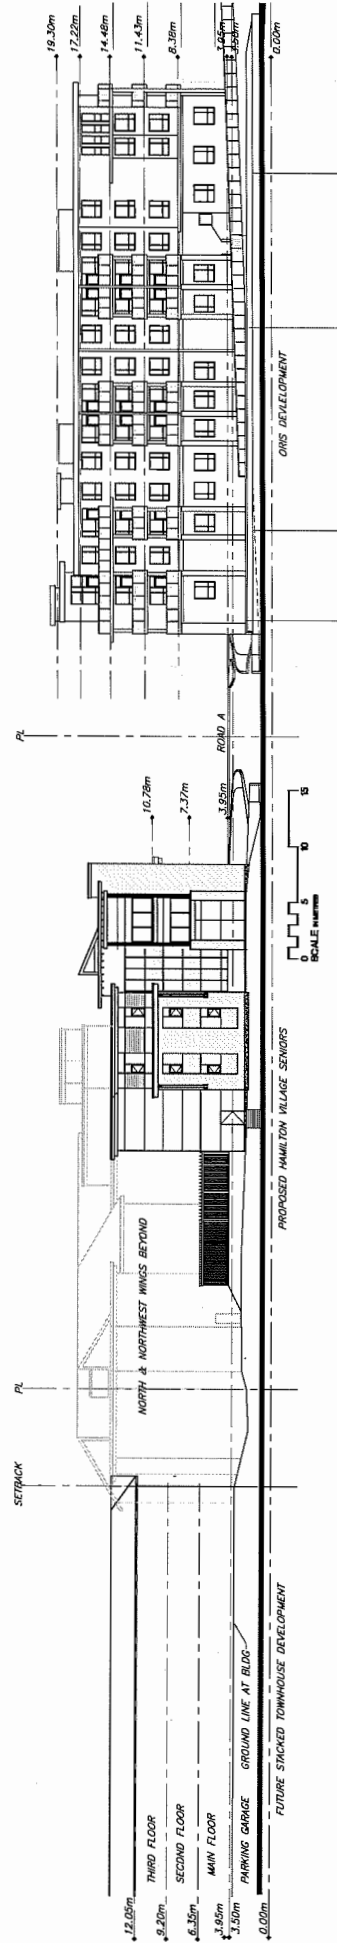 SETBACK
PL
PL
12.05m
THIRD FLOOR
9.20m
SECOND FLOOR
6.35m
MAIN FLOOR
3.95m
3.50m
PARKING GARAGE
GROUND LINE AT BLDG
0.00m
FUTURE STACKED TOWNHOUSE DEVELOPMENT
NORTH & NORTHWEST WINGS BEYOND
PROPOSED HAMILTON VILLAGE SENIORS
0 5 10 15
SCALE IN METRES
10.78m
7.37m
3.95m
ROAD A
ORIS DEVLELOPMENT
19.30m
17.22m
14.48m
11.43m
8.38m
3.95m
3.50m
0.00m